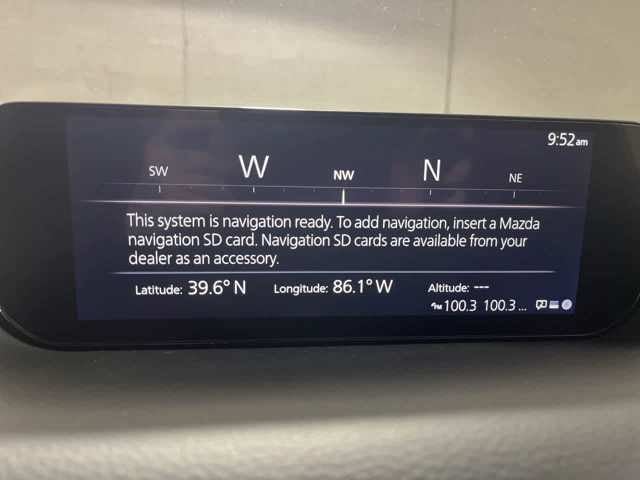 9:52am
SW W NW N NE
This system is navigation ready. To add navigation, insert a Mazda
navigation SD card. Navigation SD cards are available from your
dealer as an accessory.
Latitude: 39.6° N Longitude: 86.1° W Altitude: ---
FM 100.3 100.3 ...